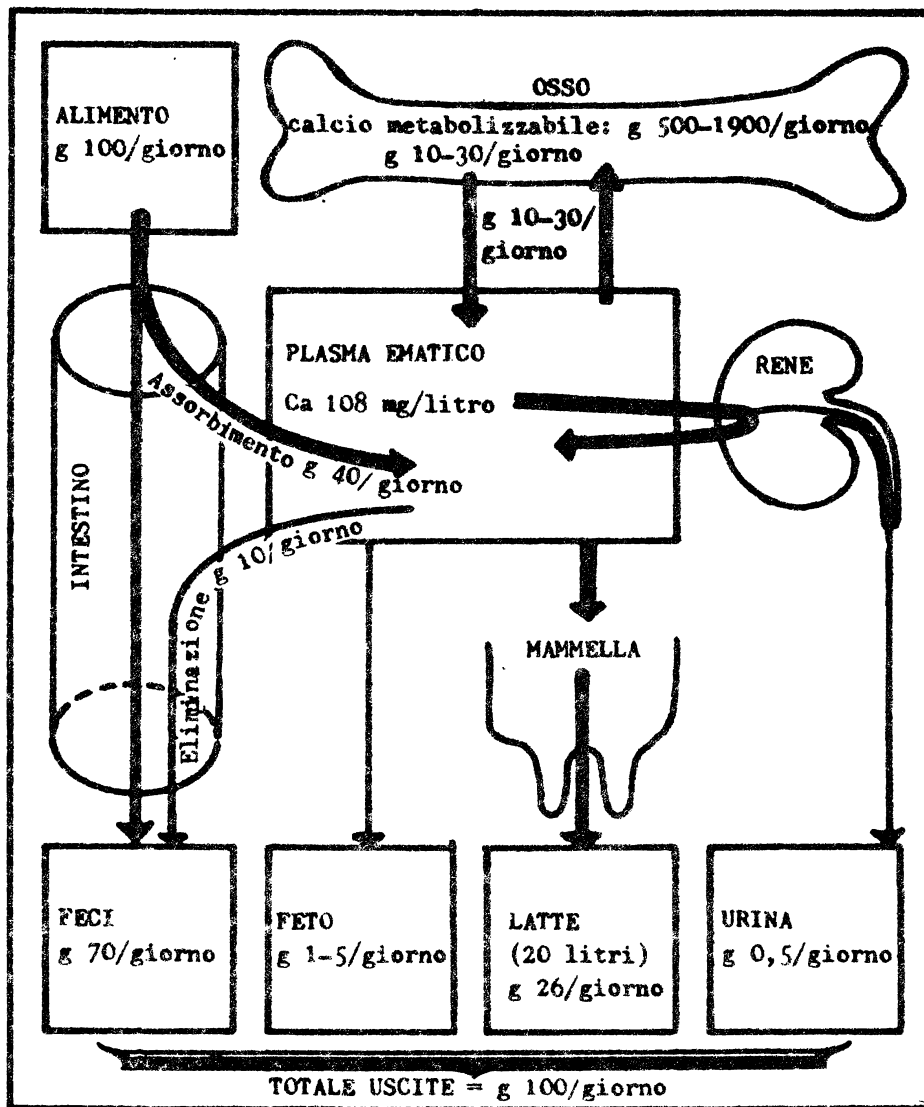 ALIMENTO
g 100/giorno
OSSO
calcio metabolizzabile: g 500-1900/giorno
g 10-30/giorno
g 10-30/
giorno
PLASMA EMATICO
Ca 108 mg/litro
RENE
Assorbimento g 40/giorno
INTESTINO
Eliminazione g 10/giorno
MAMMELLA
FECI
g 70/giorno
FETO
g 1-5/giorno
LATTE
(20 litri)
g 26/giorno
URINA
g 0,5/giorno
TOTALE USCITE = g 100/giorno